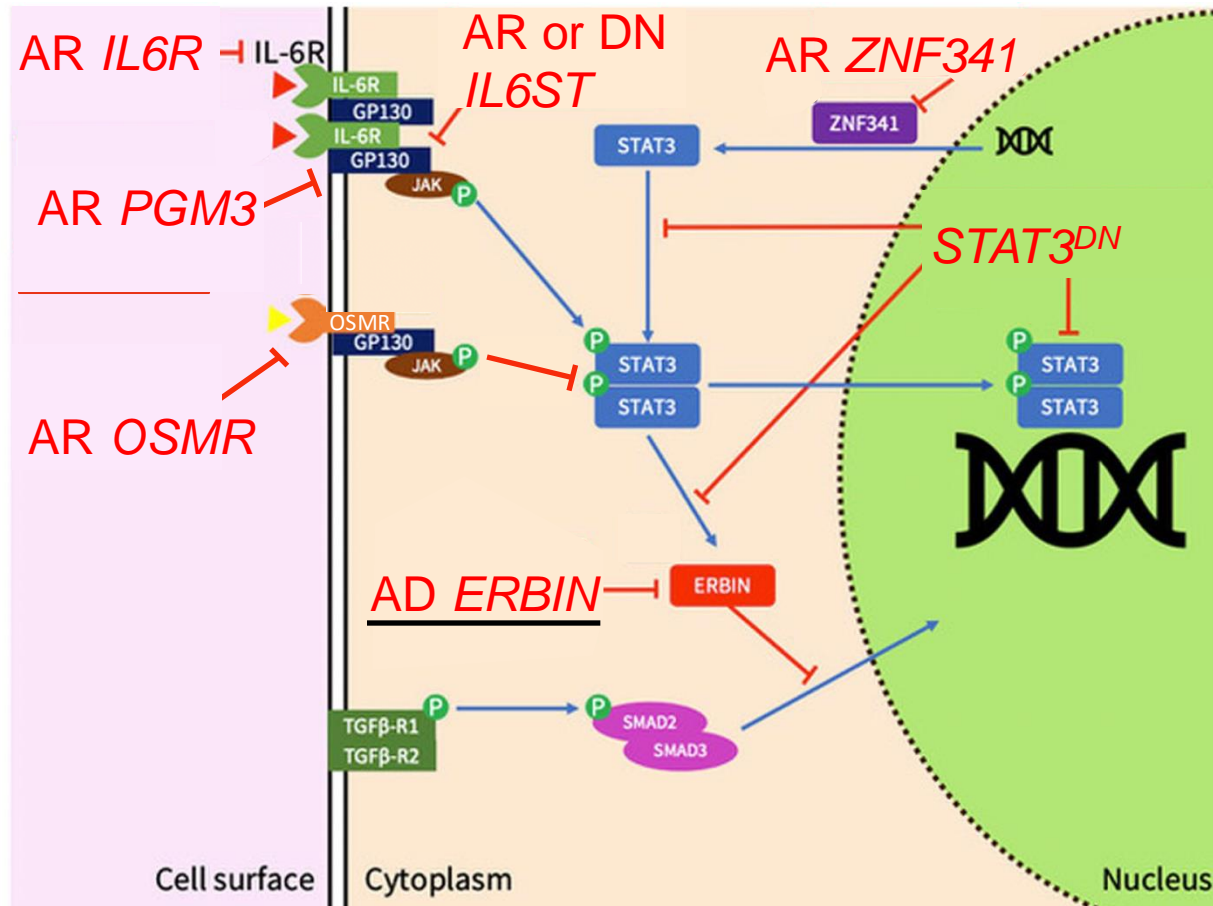 AR IL6R
IL-6R
IL-6R
GP130
IL-6R
GP130
JAK
P
AR or DN
IL6ST
AR ZNF341
ZNF341
STAT3
AR PGM3
STAT3DN
OSMR
GP130
JAK
P
AR OSMR
P
STAT3
P
STAT3
P
STAT3
P
STAT3
AD ERBIN
ERBIN
P
TGFβ-R1
TGFβ-R2
P
SMAD2
SMAD3
Cell surface
Cytoplasm
Nucleus